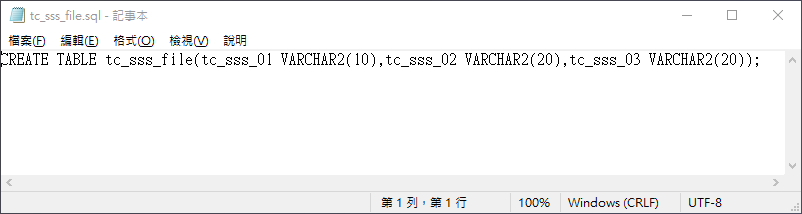 tc_sss_file.sql - 記事本
檔案(F) 編輯(E) 格式(O) 檢視(V) 說明
CREATE TABLE tc_sss_file(tc_sss_01 VARCHAR2(10),tc_sss_02 VARCHAR2(20),tc_sss_03 VARCHAR2(20));
第 1 列，第 1 行 100% Windows (CRLF) UTF-8